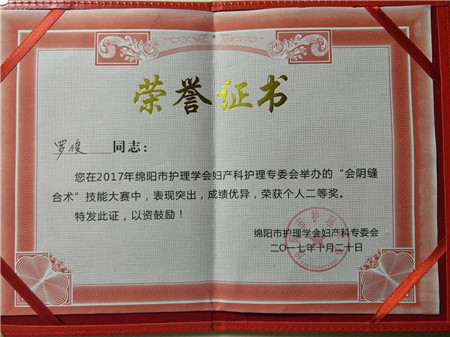 荣誉证书
罗俊 同志：
您在2017年绵阳市护理学会妇产科护理专委会举办的“会阴缝
合术”技能大赛中，表现突出，成绩优异，荣获个人二等奖。
特发此证，以资鼓励！
绵阳市护理学会妇产科专委会
二〇一七年十月二十日